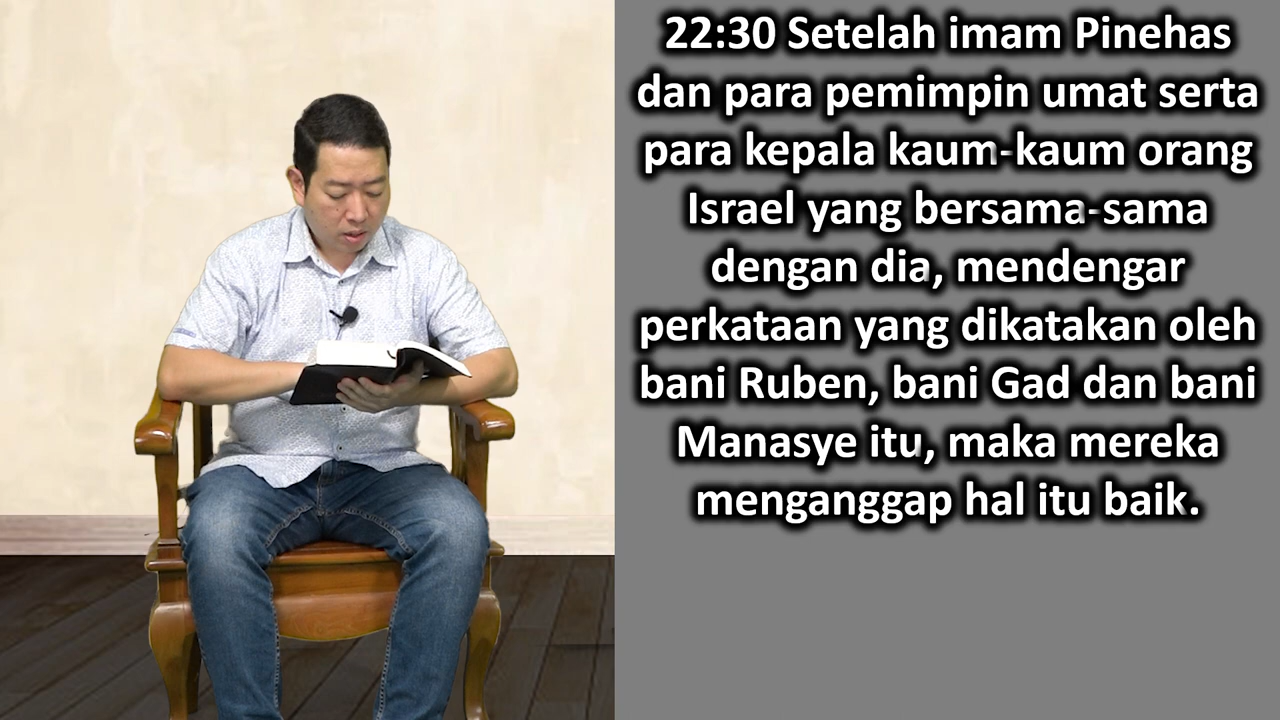 22:30 Setelah imam Pinehas
dan para pemimpin umat serta
para kepala kaum-kaum orang
Israel yang bersama-sama
dengan dia, mendengar
perkataan yang dikatakan oleh
bani Ruben, bani Gad dan bani
Manasye itu, maka mereka
menganggap hal itu baik.